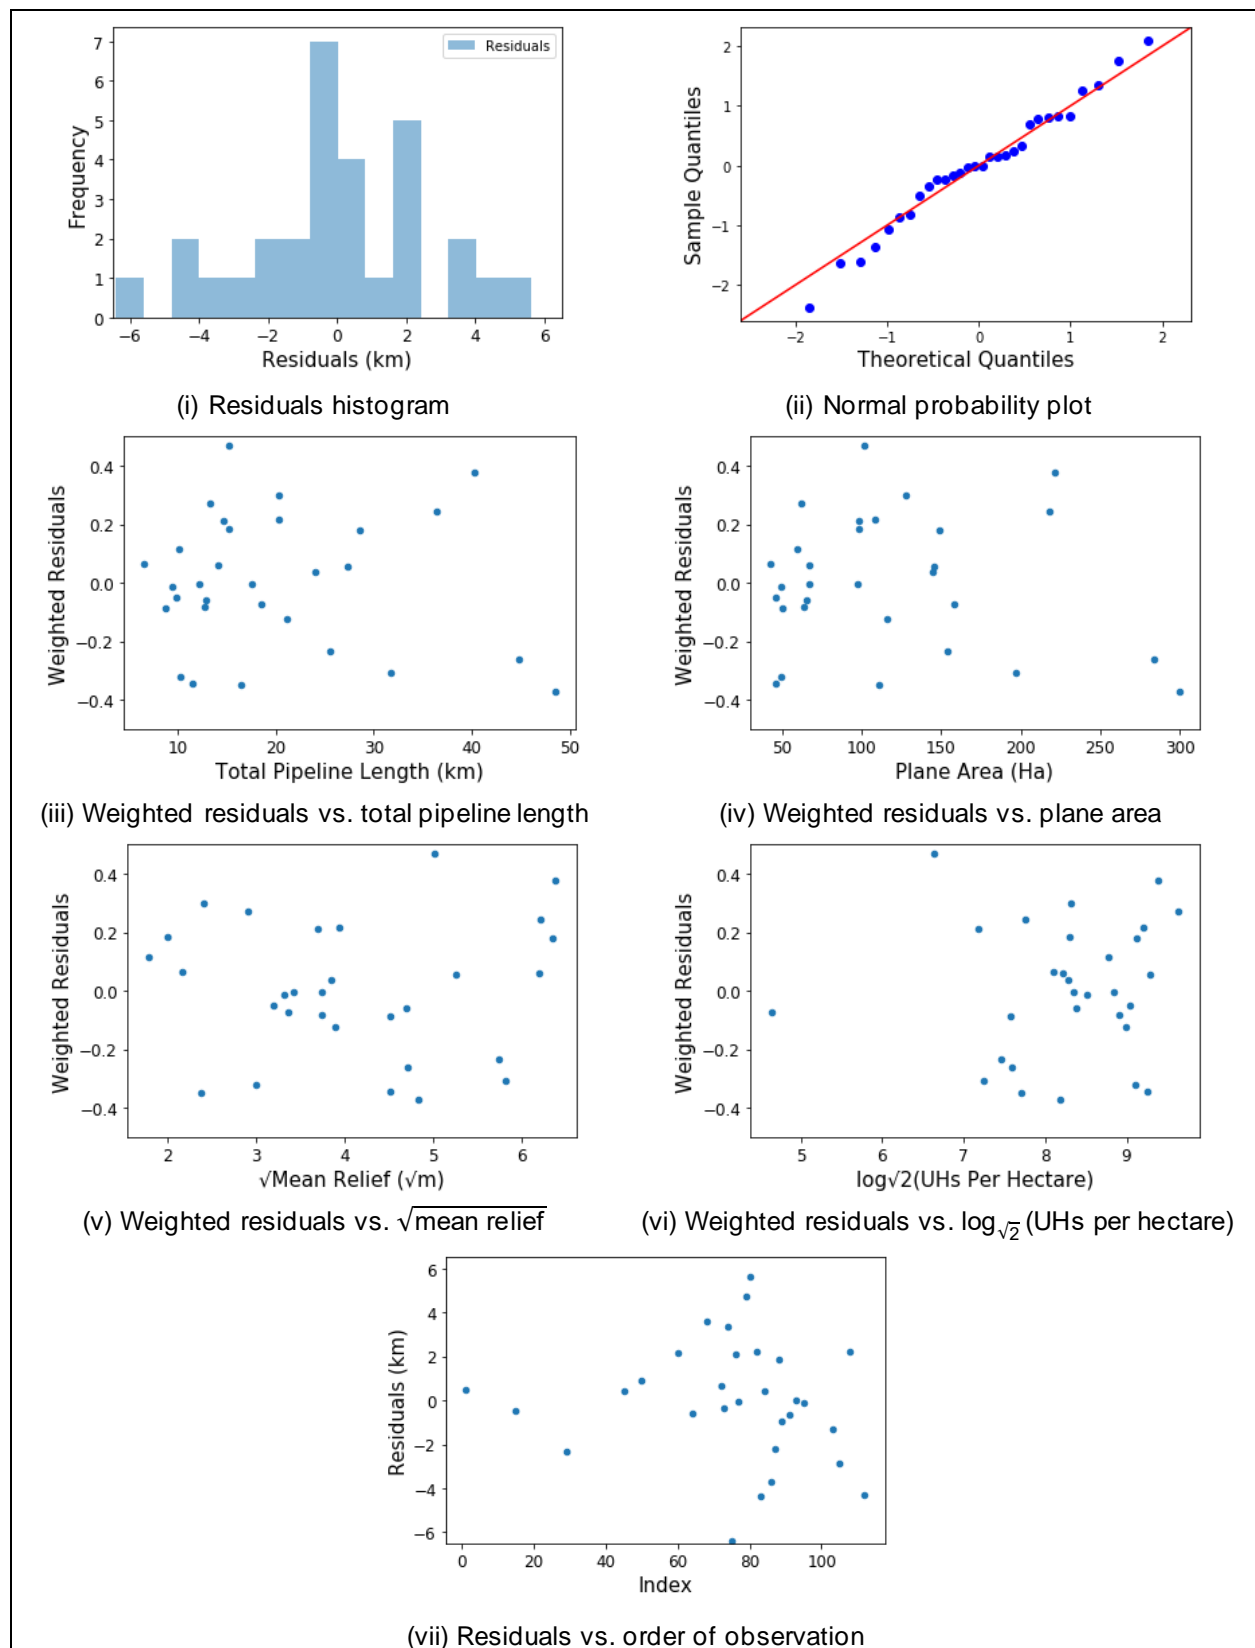 Residuals
Frequency
7
6
5
4
3
2
1
0
−6 −4 −2 0 2 4 6
Residuals (km)
(i) Residuals histogram
Sample Quantiles
2
1
0
−1
−2
−2 −1 0 1 2
Theoretical Quantiles
(ii) Normal probability plot
Weighted Residuals
0.4
0.2
0.0
−0.2
−0.4
10 20 30 40 50
Total Pipeline Length (km)
(iii) Weighted residuals vs. total pipeline length
Weighted Residuals
0.4
0.2
0.0
−0.2
−0.4
50 100 150 200 250 300
Plane Area (Ha)
(iv) Weighted residuals vs. plane area
Weighted Residuals
0.4
0.2
0.0
−0.2
−0.4
2 3 4 5 6
√Mean Relief (√m)
(v) Weighted residuals vs. √mean relief
Weighted Residuals
0.4
0.2
0.0
−0.2
−0.4
5 6 7 8 9
log√2(UHs Per Hectare)
(vi) Weighted residuals vs. log√2 (UHs per hectare)
Residuals (km)
6
4
2
0
−2
−4
−6
0 20 40 60 80 100
Index
(vii) Residuals vs. order of observation